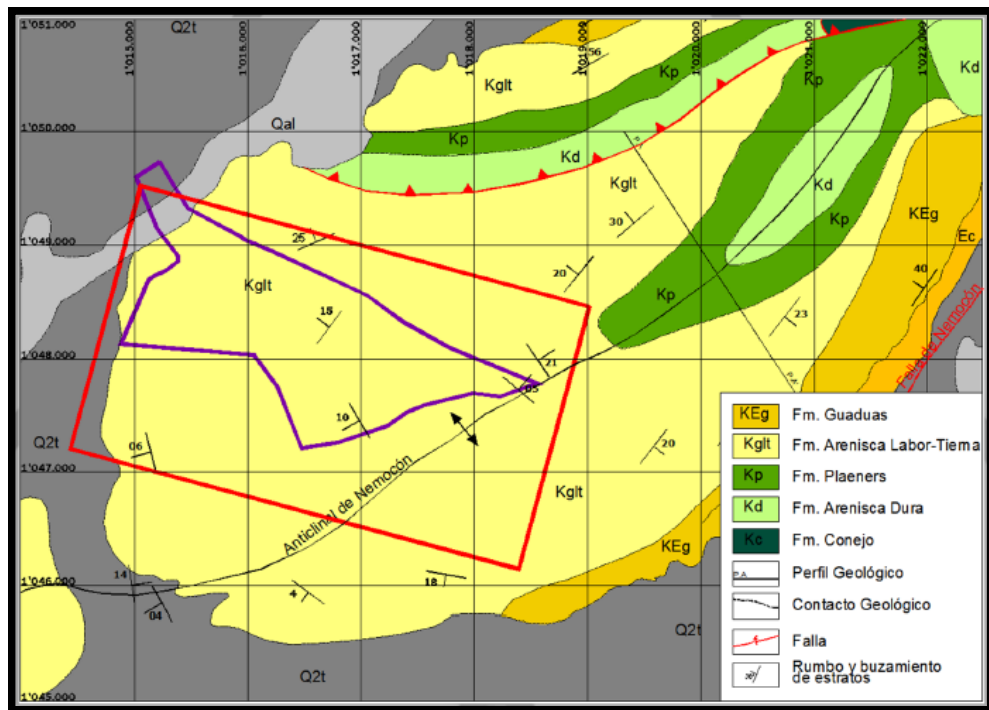 1'051.000
Q2t
1'015.000
1'016.000
1'017.000
1'018.000
1'019.000
1'020.000
1'021.000
1'022.000
56
Kglt
Kp
Kp
Kd
1'050.000
Qal
Kp
Kd
Kglt
Kd
Kp
KEg
Ec
30
1'049.000
25
20
40
Kglt
Kp
23
15
1'048.000
21
05
Falla de Nemocón
P.A.
10
Q2t
06
20
1'047.000
Anticlinal de Nemocón
Kglt
KEg
14
04
4
18
1'046.000
Q2t
Q2t
1'045.000
KEg Fm. Guaduas
Kglt Fm. Arenisca Labor-Tierna
Kp Fm. Plaeners
Kd Fm. Arenisca Dura
Kc Fm. Conejo
P.A. Perfil Geológico
Contacto Geológico
Falla
Rumbo y buzamiento
de estratos